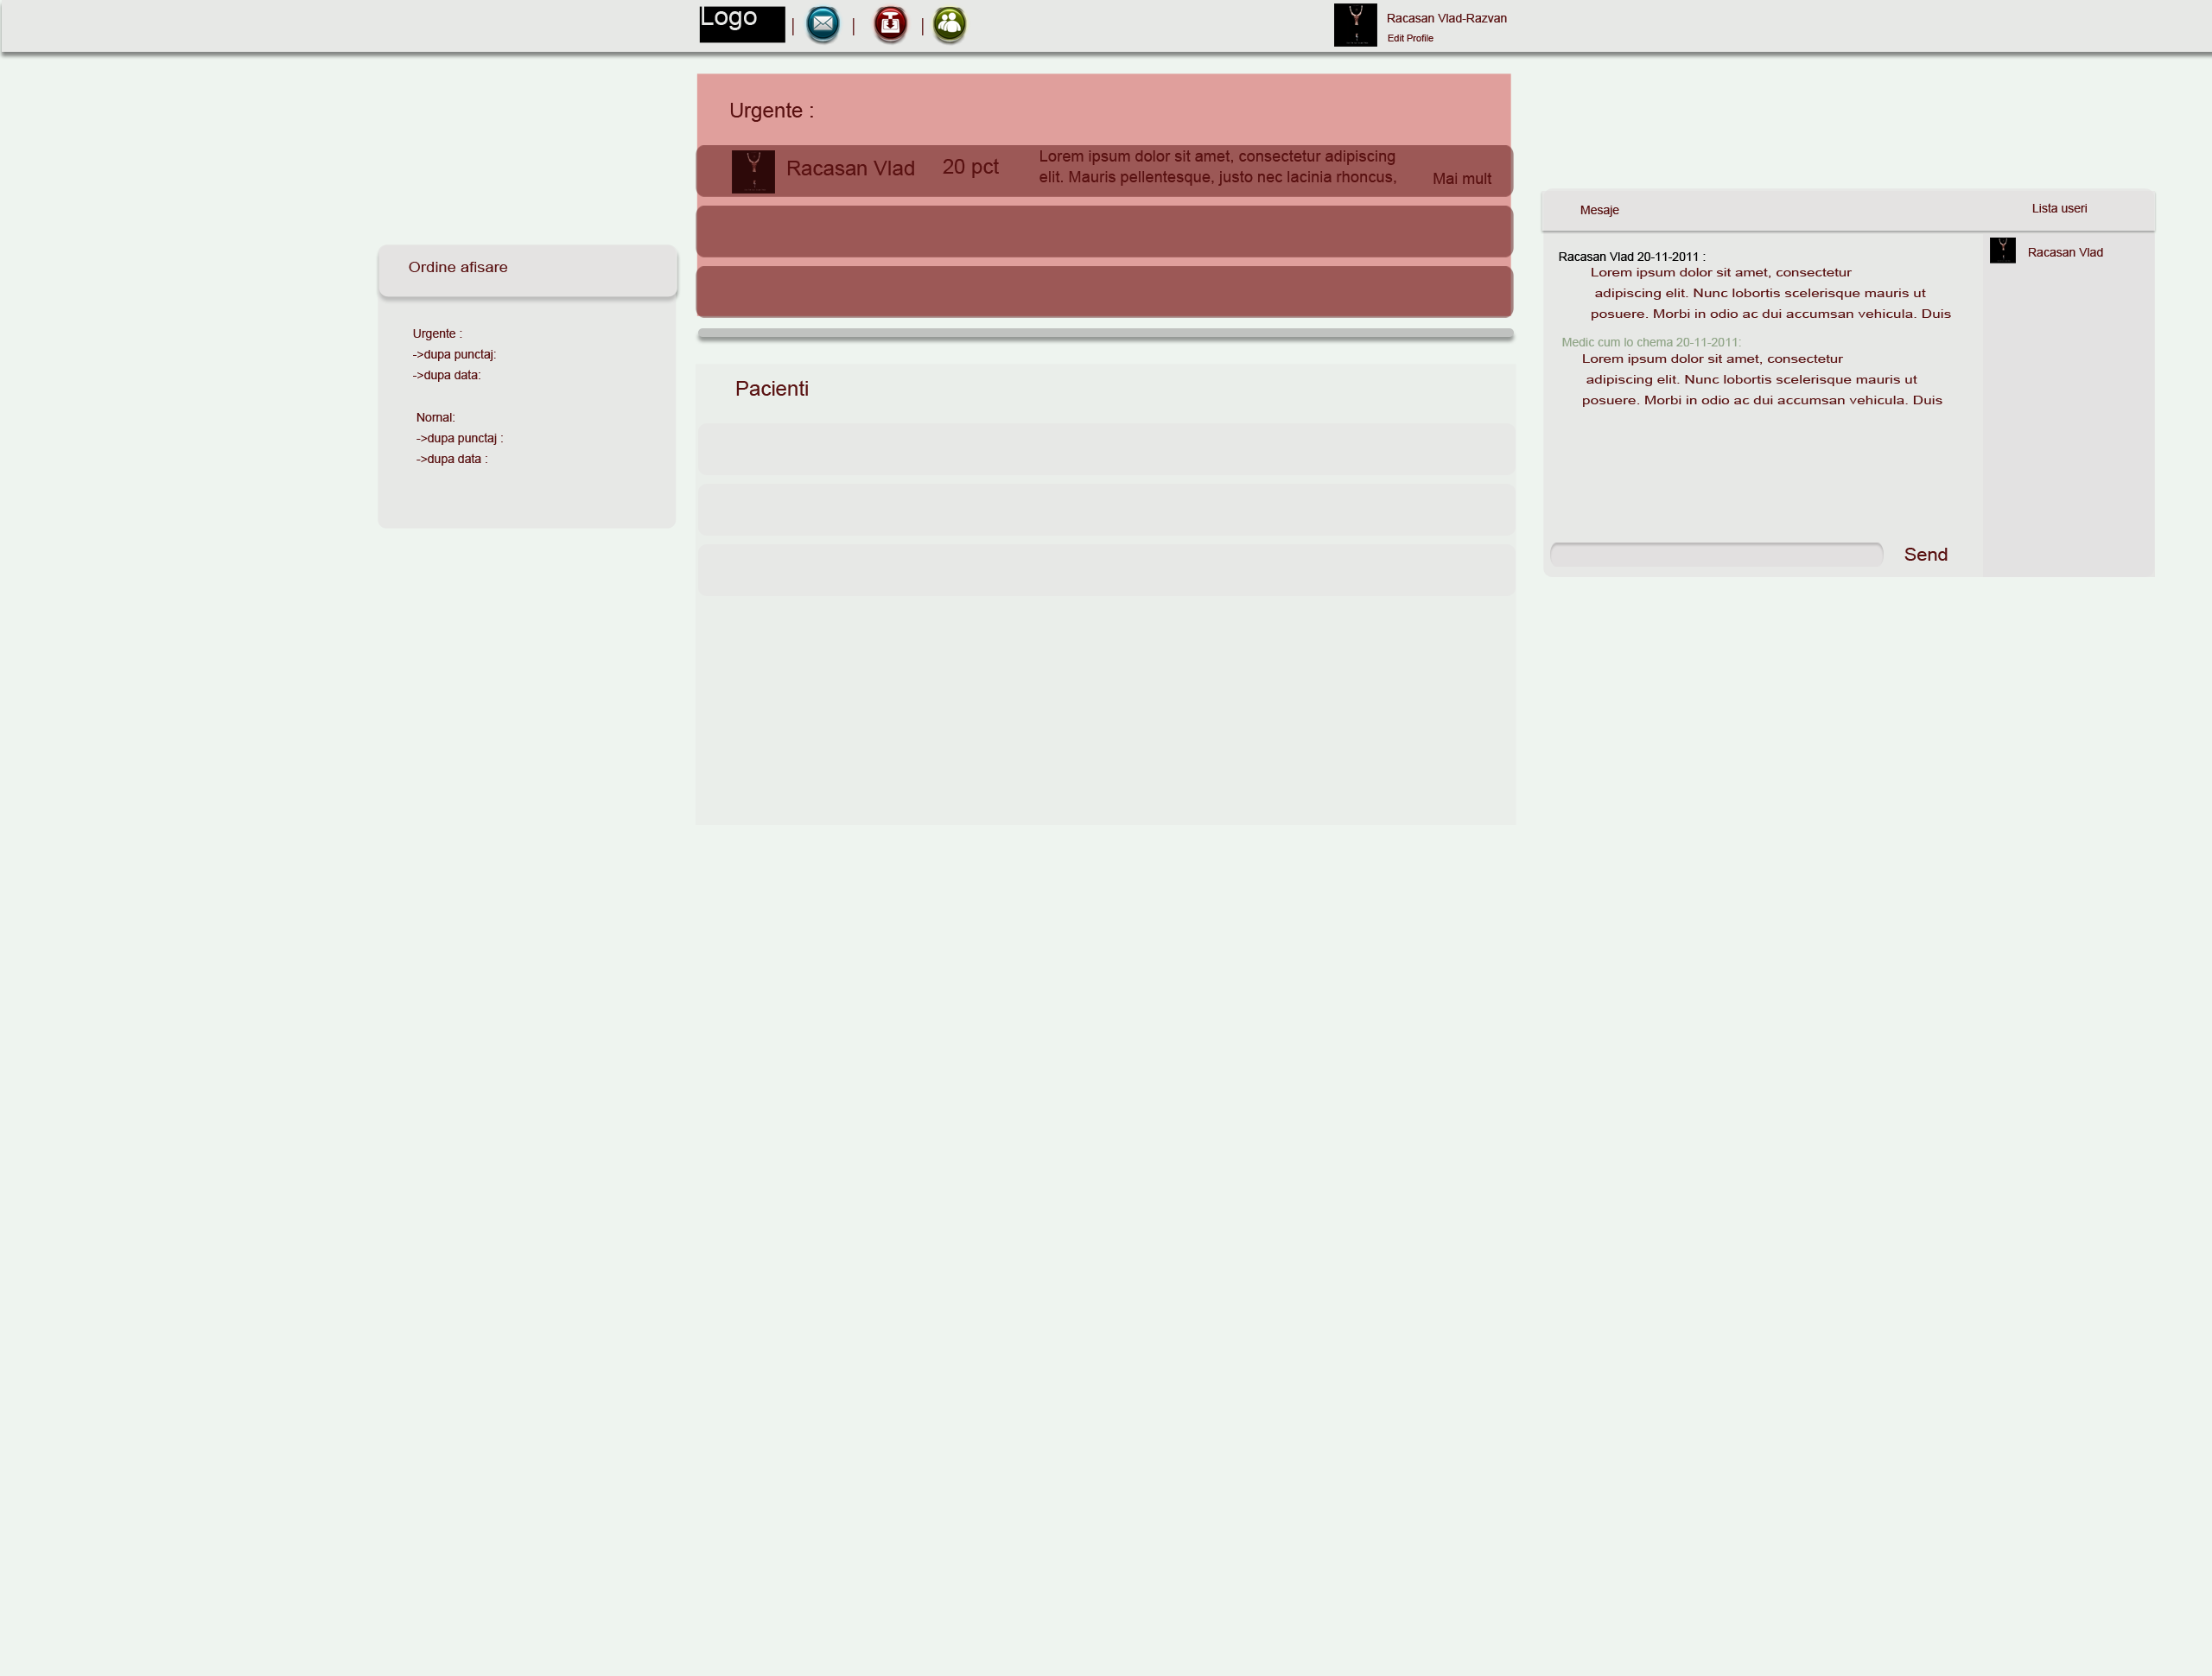 Logo
Racasan Vlad-Razvan
Edit Profile
Urgente :
Racasan Vlad
20 pct
Lorem ipsum dolor sit amet, consectetur adipiscing
elit. Mauris pellentesque, justo nec lacinia rhoncus,
Mai mult
Ordine afisare
Urgente :
->dupa punctaj:
->dupa data:
Nornal:
->dupa punctaj :
->dupa data :
Pacienti
Mesaje
Lista useri
Racasan Vlad 20-11-2011 :
Lorem ipsum dolor sit amet, consectetur
adipiscing elit. Nunc lobortis scelerisque mauris ut
posuere. Morbi in odio ac dui accumsan vehicula. Duis
Medic cum lo chema 20-11-2011:
Lorem ipsum dolor sit amet, consectetur
adipiscing elit. Nunc lobortis scelerisque mauris ut
posuere. Morbi in odio ac dui accumsan vehicula. Duis
Send
Racasan Vlad